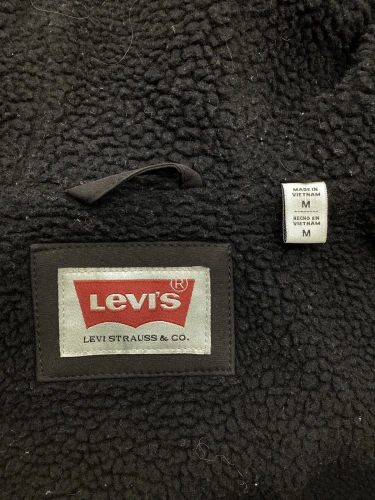 MADE IN
VIETNAM
M
HECHO EN
VIETNAM
M
LEVI'S
®
LEVI STRAUSS & CO.